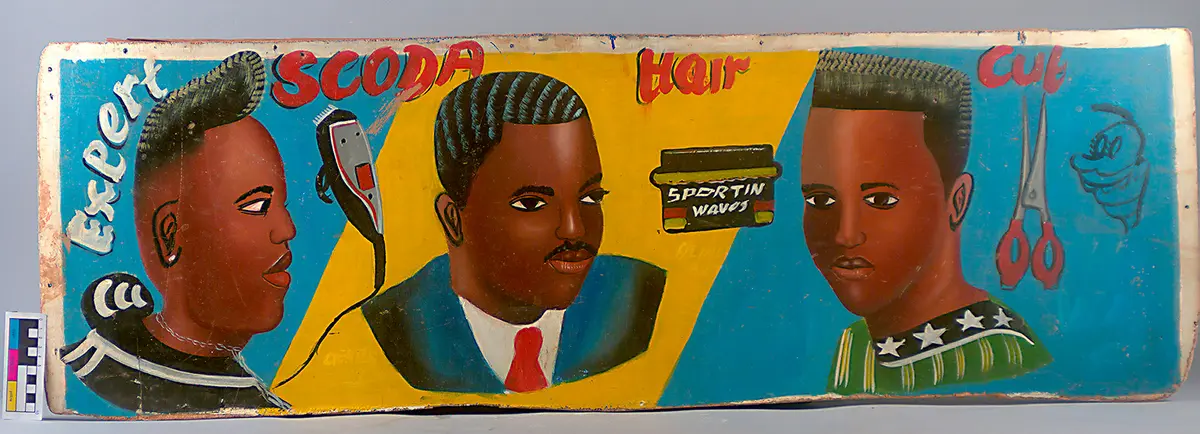 Expert
SCODA Hair Cut
SPORTIN
WAVES